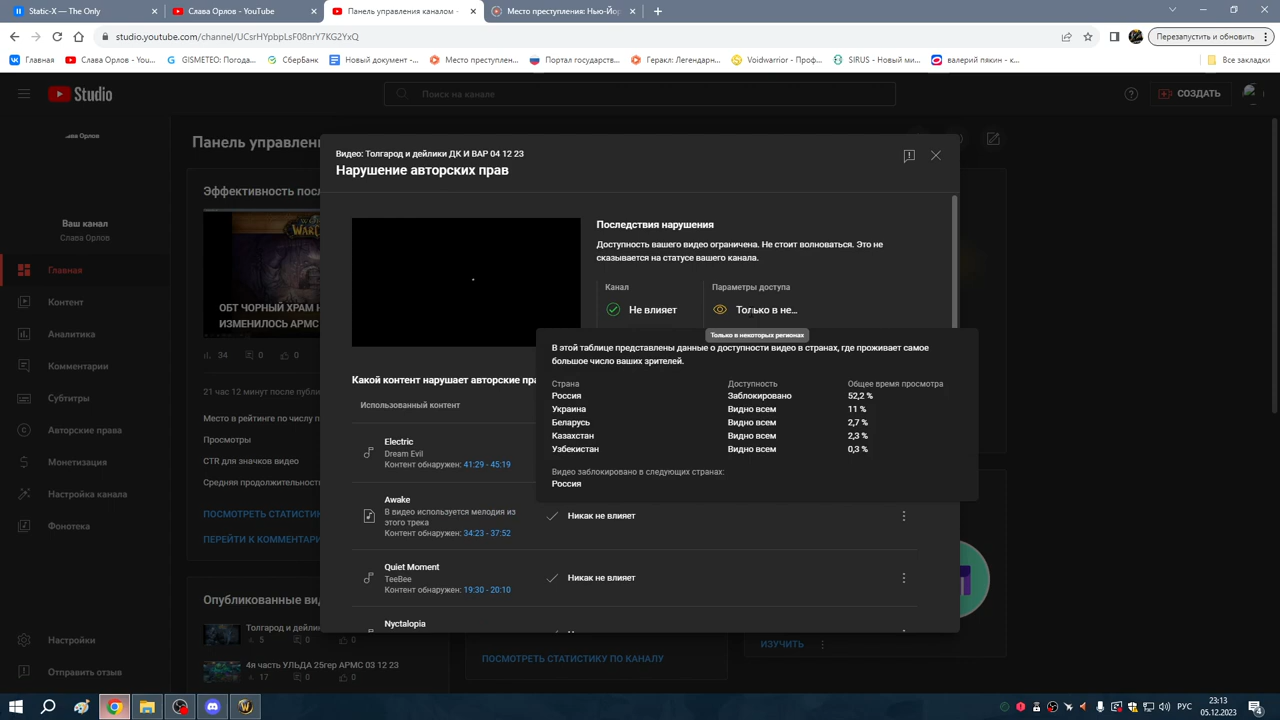 Static-X — The Only
Слава Орлов - YouTube
Панель управления каналом -
Место преступления: Нью-Йор
studio.youtube.com/channel/UCsrHYpbpLsF08nrY7KG2YxQ
Перезапустить и обновить
Главная
Слава Орлов - You...
GISMETEO: Погода...
СберБанк
Новый документ -...
Место преступлен...
Портал государств...
Геракл: Легендарн...
Voidwarrior - Проф...
SIRUS - Новый ми...
валерий пякин - к...
Все закладки
Studio
Поиск на канале
СОЗДАТЬ
Слава Орлов
Панель управлени
Видео: Толгарод и дейлики ДК И ВАР 04 12 23
Нарушение авторских прав
Эффективность посл
Ваш канал
Слава Орлов
Последствия нарушения
Доступность вашего видео ограничена. Не стоит волноваться. Это не
сказывается на статусе вашего канала.
Канал
Параметры доступа
Не влияет
Только в не...
Только в некоторых регионах
В этой таблице представлены данные о доступности видео в странах, где проживает самое
большое число ваших зрителей.
Страна
Доступность
Общее время просмотра
Россия
Заблокировано
52,2 %
Украина
Видно всем
11 %
Беларусь
Видно всем
2,7 %
Казахстан
Видно всем
2,3 %
Узбекистан
Видно всем
0,3 %
Видео заблокировано в следующих странах:
Россия
Главная
Контент
Аналитика
Комментарии
Субтитры
Авторские права
Монетизация
Настройка канала
Фонотека
Настройки
Отправить отзыв
ОБТ ЧОРНЫЙ ХРАМ
ИЗМЕНИЛОСЬ АРМС
34
0
0
21 час 12 минут после публи
Место в рейтинге по числу
Просмотры
CTR для значков видео
Средняя продолжительность
ПОСМОТРЕТЬ СТАТИСТИК
ПЕРЕЙТИ К КОММЕНТАРИ
Опубликованные вид
Толгарод и дейлик
5
0
0
4я часть УЛЬДА 25гер АРМС 03 12 23
17
0
0
Какой контент нарушает авторские пра
Использованный контент
Electric
Dream Evil
Контент обнаружен: 41:29 - 45:19
Awake
В видео используется мелодия из
этого трека
Контент обнаружен: 34:23 - 37:52
Никак не влияет
Quiet Moment
TeeBee
Контент обнаружен: 19:30 - 20:10
Никак не влияет
Nyctalopia
ПОСМОТРЕТЬ СТАТИСТИКУ ПО КАНАЛУ
ИЗУЧИТЬ
РУС
23:13
05.12.2023
4